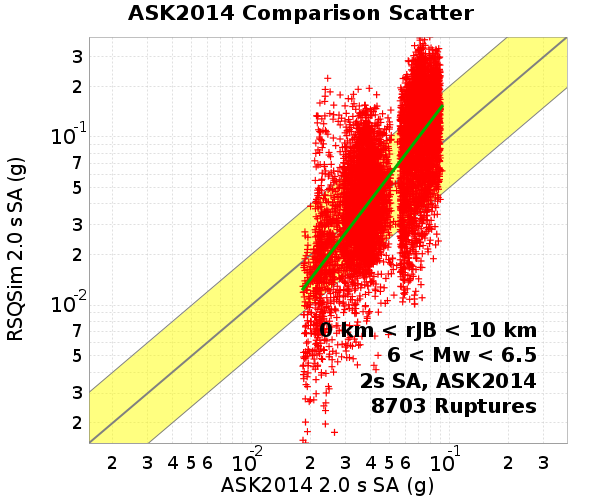 ASK2014 Comparison Scatter
RSQSim 2.0 s SA (g)
3
2
10-1
7
5
3
2
10-2
7
5
3
2
0 km < rJB < 10 km
6 < Mw < 6.5
2s SA, ASK2014
8703 Ruptures
2 3 4 5 6 10-2 2 3 4 5 6 10-1 2 3
ASK2014 2.0 s SA (g)